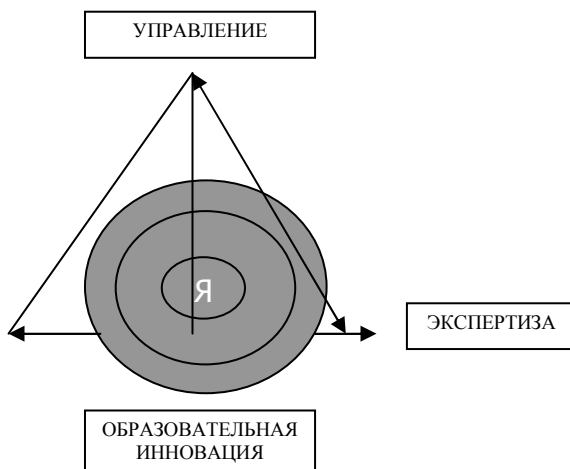 УПРАВЛЕНИЕ
Я
ЭКСПЕРТИЗА
ОБРАЗОВАТЕЛЬНАЯ
ИННОВАЦИЯ